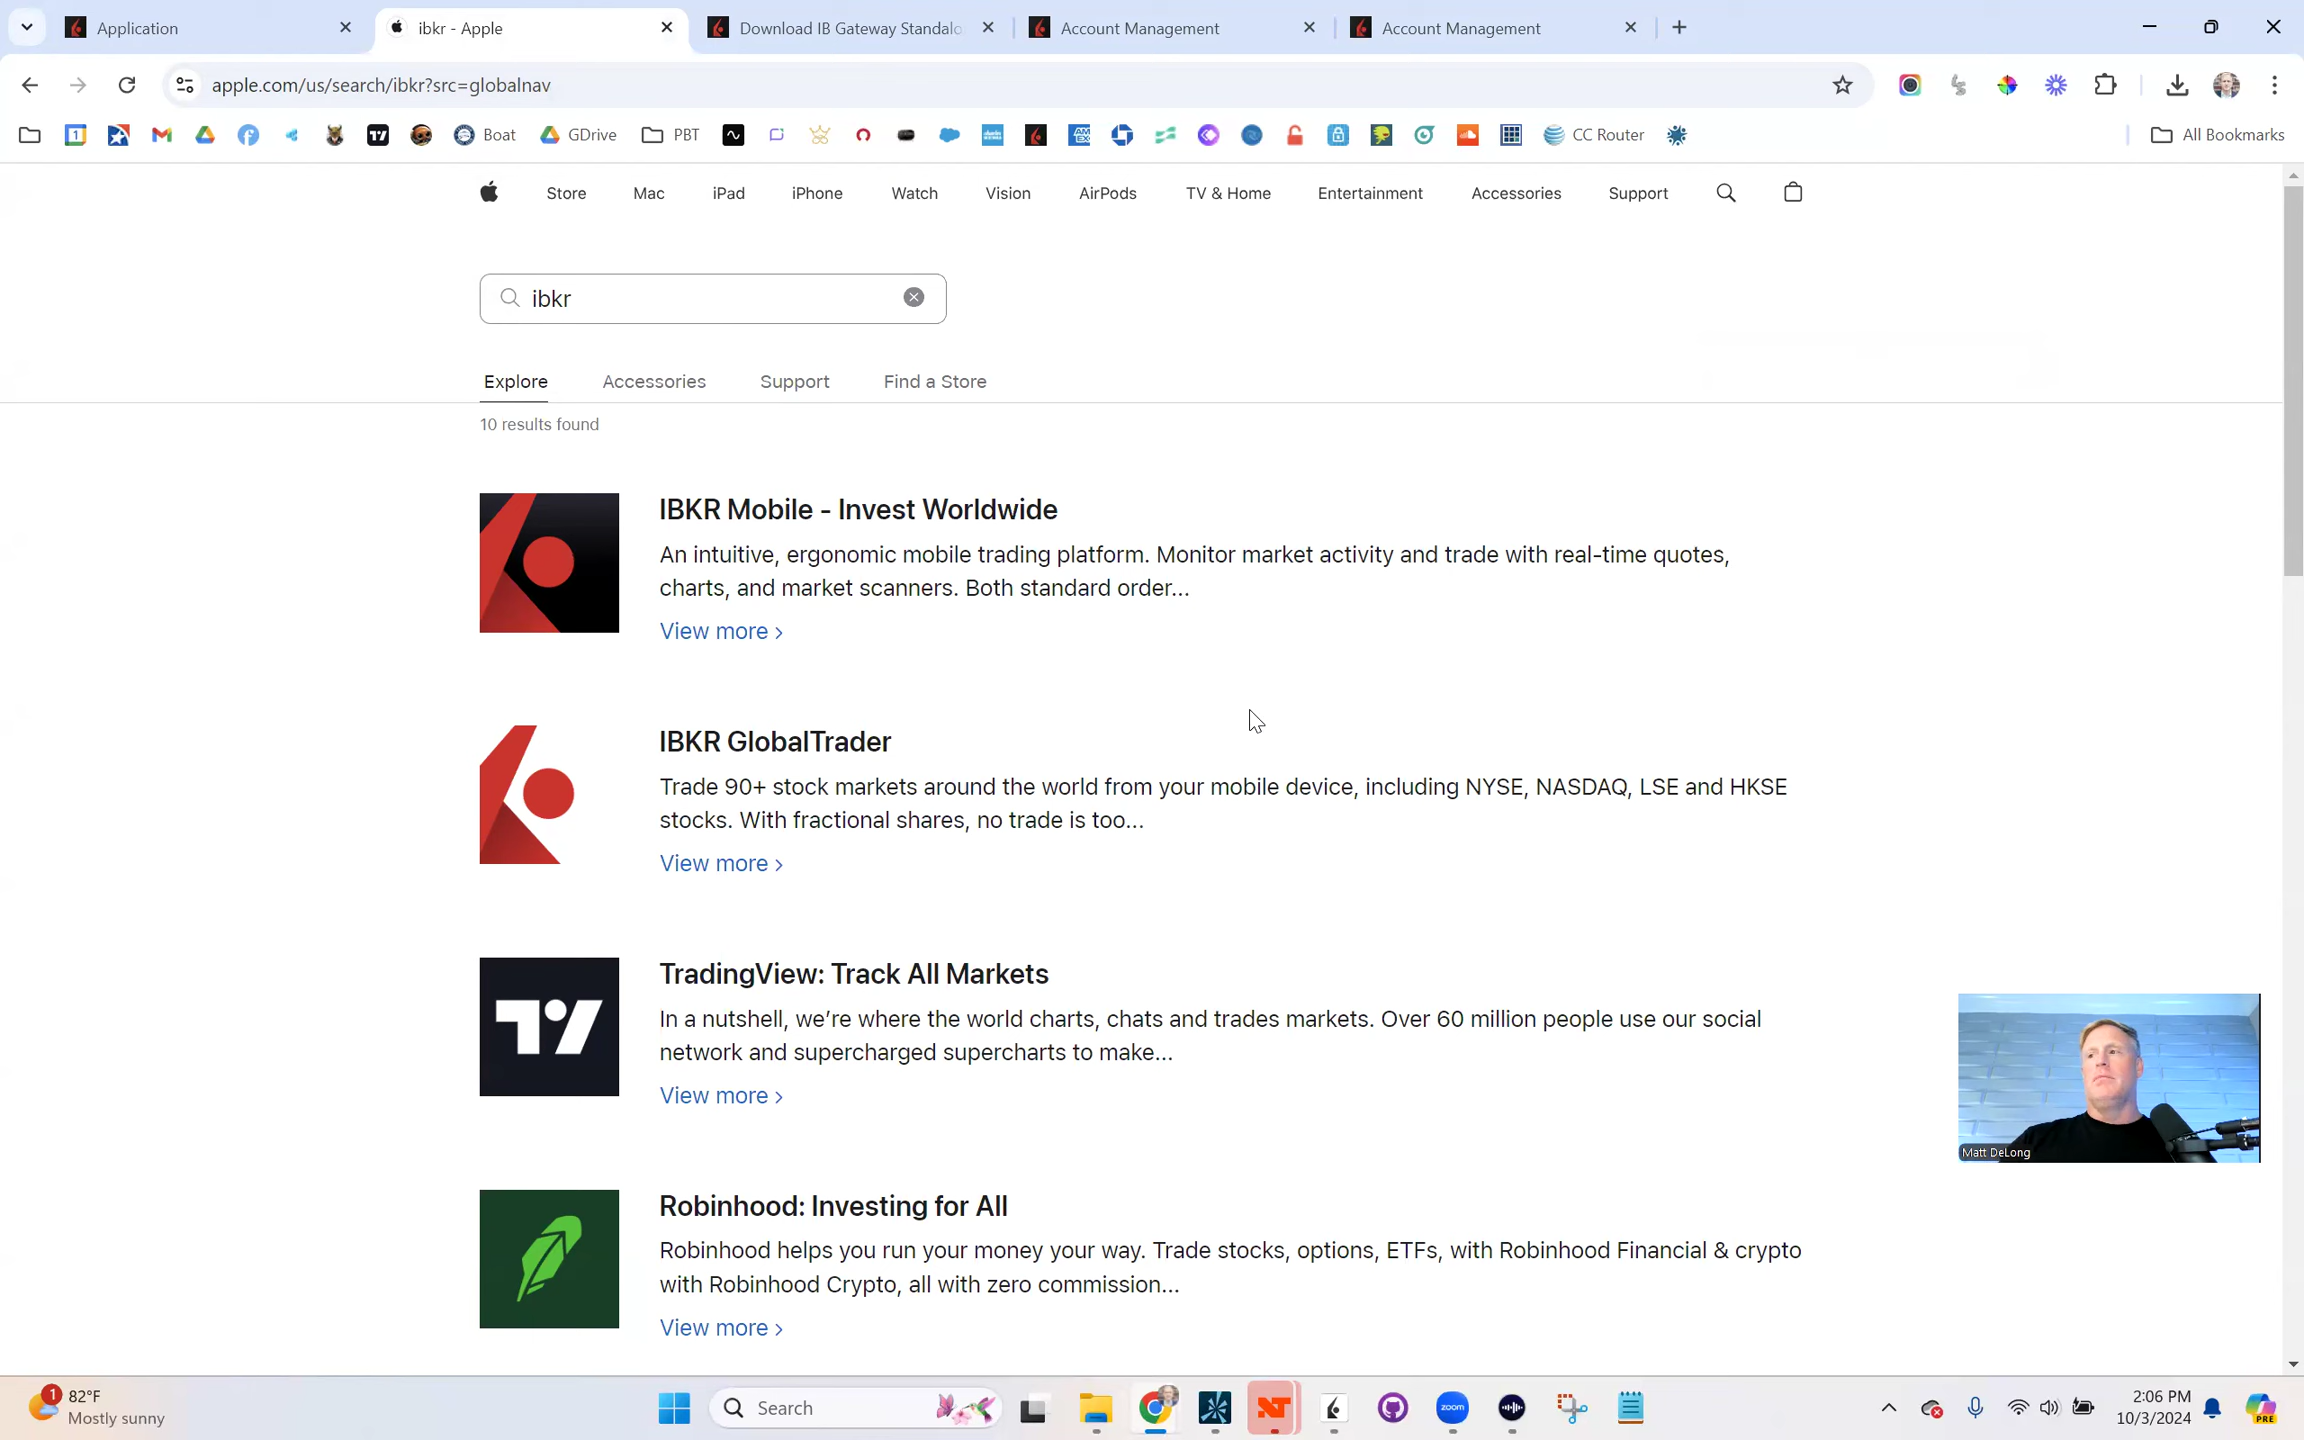 Application
ibkr - Apple
Download IB Gateway Standalo
Account Management
Account Management
apple.com/us/search/ibkr?src=globalnav
Boat
GDrive
PBT
CC Router
All Bookmarks
Store
Mac
iPad
iPhone
Watch
Vision
AirPods
TV & Home
Entertainment
Accessories
Support
ibkr
Explore
Accessories
Support
Find a Store
10 results found
IBKR Mobile - Invest Worldwide
An intuitive, ergonomic mobile trading platform. Monitor market activity and trade with real-time quotes,
charts, and market scanners. Both standard order...
View more >
IBKR GlobalTrader
Trade 90+ stock markets around the world from your mobile device, including NYSE, NASDAQ, LSE and HKSE
stocks. With fractional shares, no trade is too...
View more >
TradingView: Track All Markets
In a nutshell, we’re where the world charts, chats and trades markets. Over 60 million people use our social
network and supercharged supercharts to make...
View more >
Robinhood: Investing for All
Robinhood helps you run your money your way. Trade stocks, options, ETFs, with Robinhood Financial & crypto
with Robinhood Crypto, all with zero commission...
View more >
Matt DeLong
1
82°F
Mostly sunny
Search
zoom
2:06 PM
10/3/2024
PRE